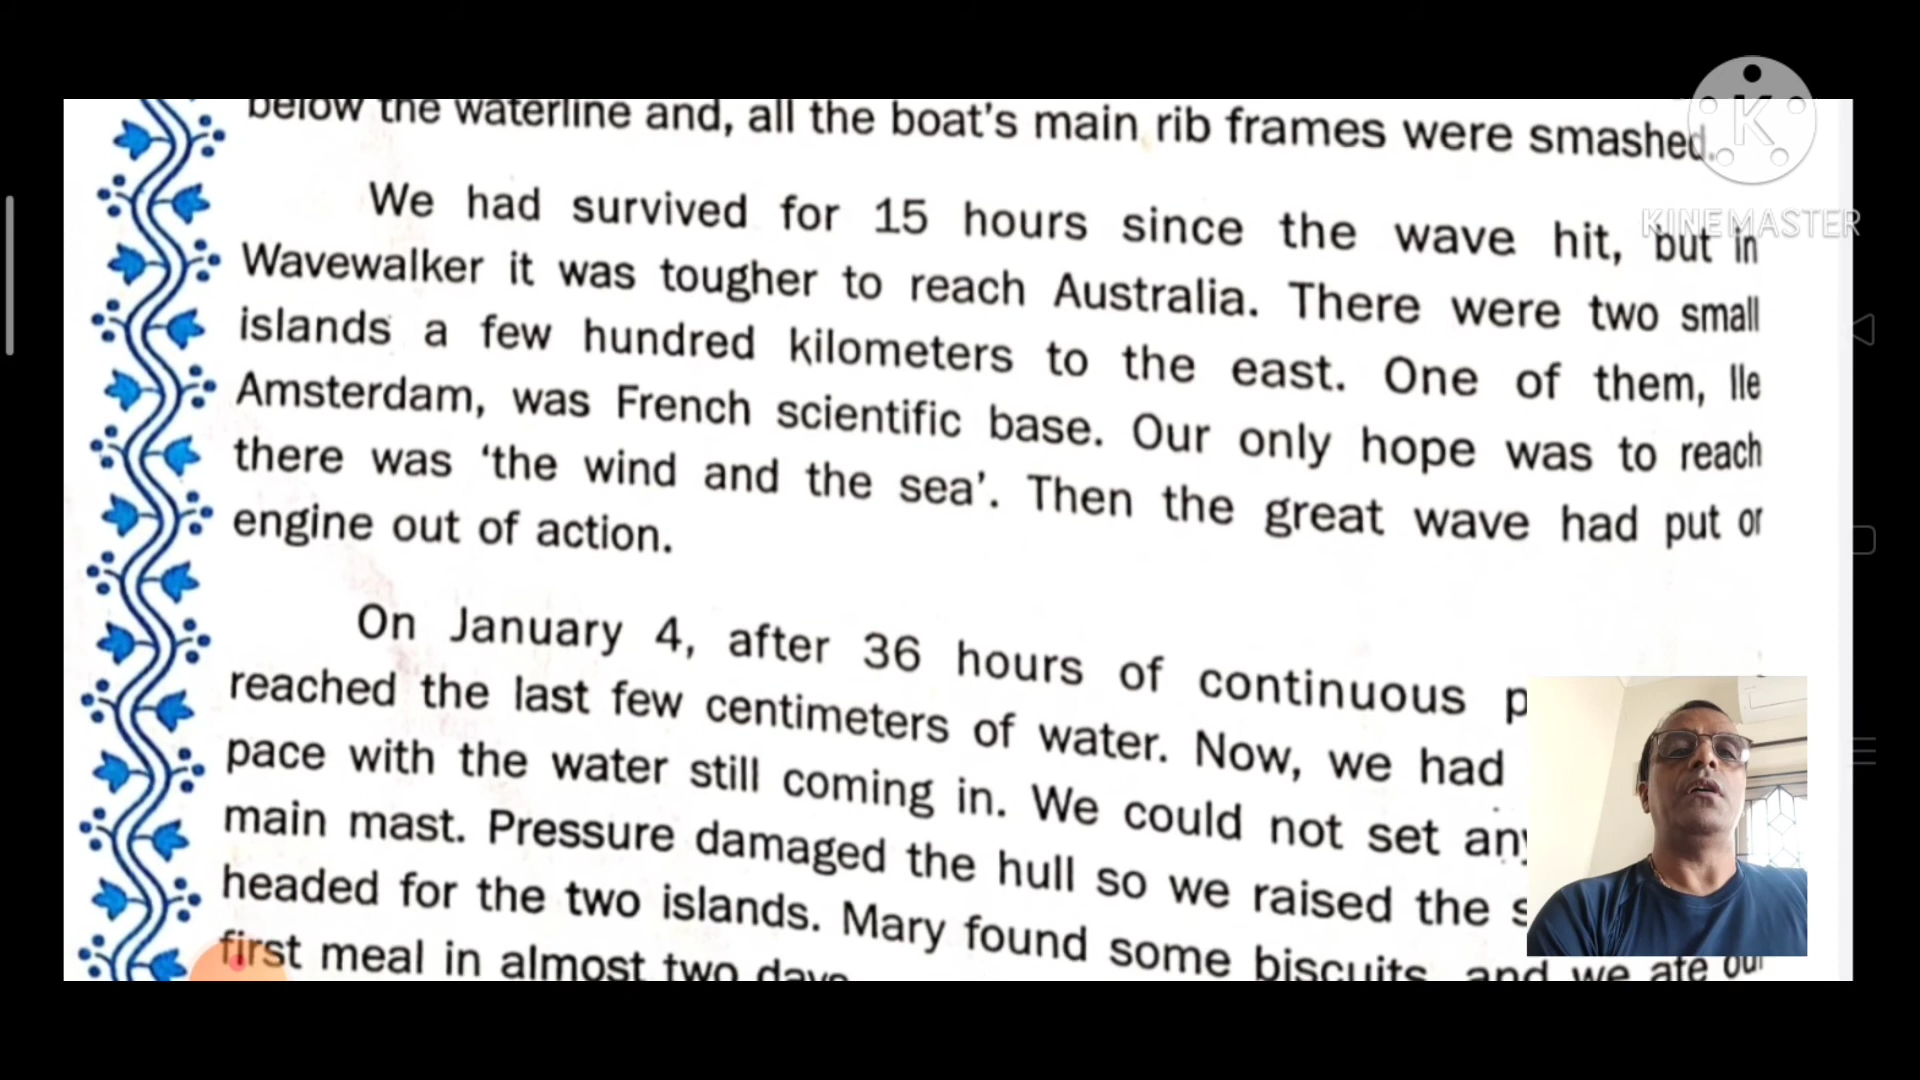 below the waterline and, all the boat's main rib frames were smashed.
We had survived for 15 hours since the wave hit, but in
Wavewalker it was tougher to reach Australia. There were two small
islands a few hundred kilometers to the east. One of them, lle
Amsterdam, was French scientific base. Our only hope was to reach
there was 'the wind and the sea'. Then the great wave had put or
engine out of action.
On January 4, after 36 hours of continuous
reached the last few centimeters of water. Now, we had
pace with the water still coming in. We could not set
main mast. Pressure damaged the hull so we raised the
headed for the two islands. Mary found some biscuits, and we ate our
first meal in almost two days
K
KINEMASTER